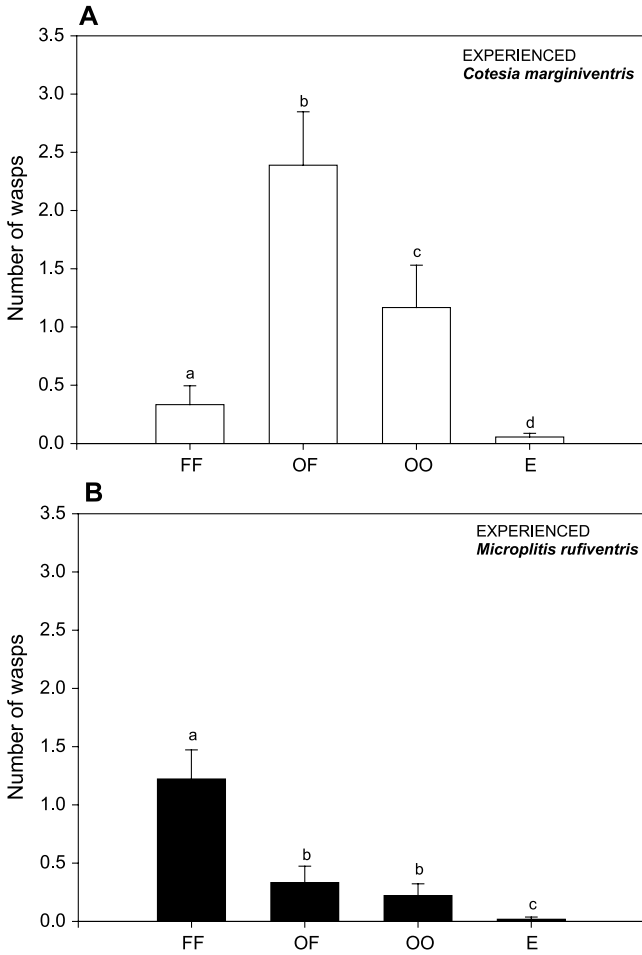 A
3.5
EXPERIENCED
Cotesia marginiventris
3.0
b
2.5
2.0
Number of wasps
c
1.5
1.0
a
0.5
d
0.0
FF OF OO E
B
3.5
EXPERIENCED
Microplitis rufiventris
3.0
2.5
2.0
Number of wasps
a
1.5
1.0
b b
0.5
c
0.0
FF OF OO E